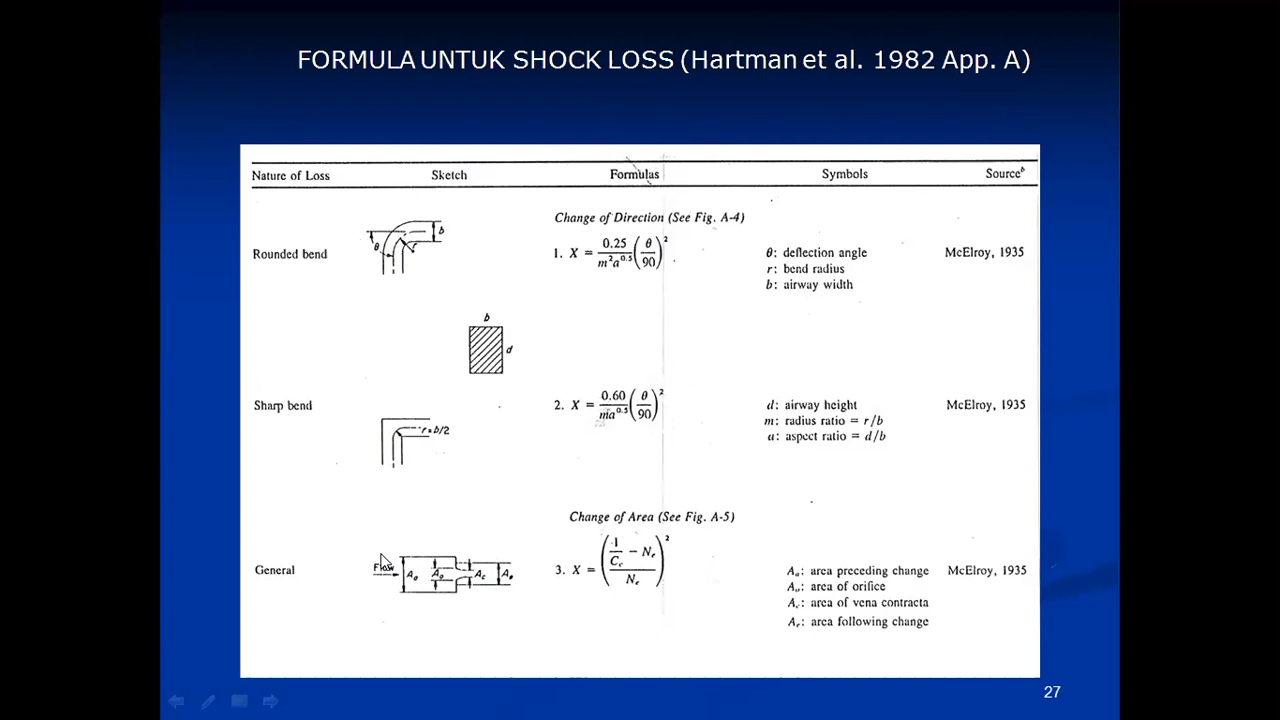 FORMULA UNTUK SHOCK LOSS (Hartman et al. 1982 App. A)
Nature of Loss Sketch Formulas Symbols Source^b
Change of Direction (See Fig. A-4)
Rounded bend
b
θ
r
1. X = 0.25/(m²a^0.5) (θ/90)²
θ: deflection angle
r: bend radius
b: airway width
McElroy, 1935
b
d
Sharp bend
r=b/2
2. X = 0.60/(ma^0.5) (θ/90)²
d: airway height
m: radius ratio = r/b
a: aspect ratio = d/b
McElroy, 1935
Change of Area (See Fig. A-5)
General
Flow
3. X = ((1/C_c − N_e)/N_e)²
: area preceding change
: area of orifice
: area of vena contracta
: area following change
McElroy, 1935
27